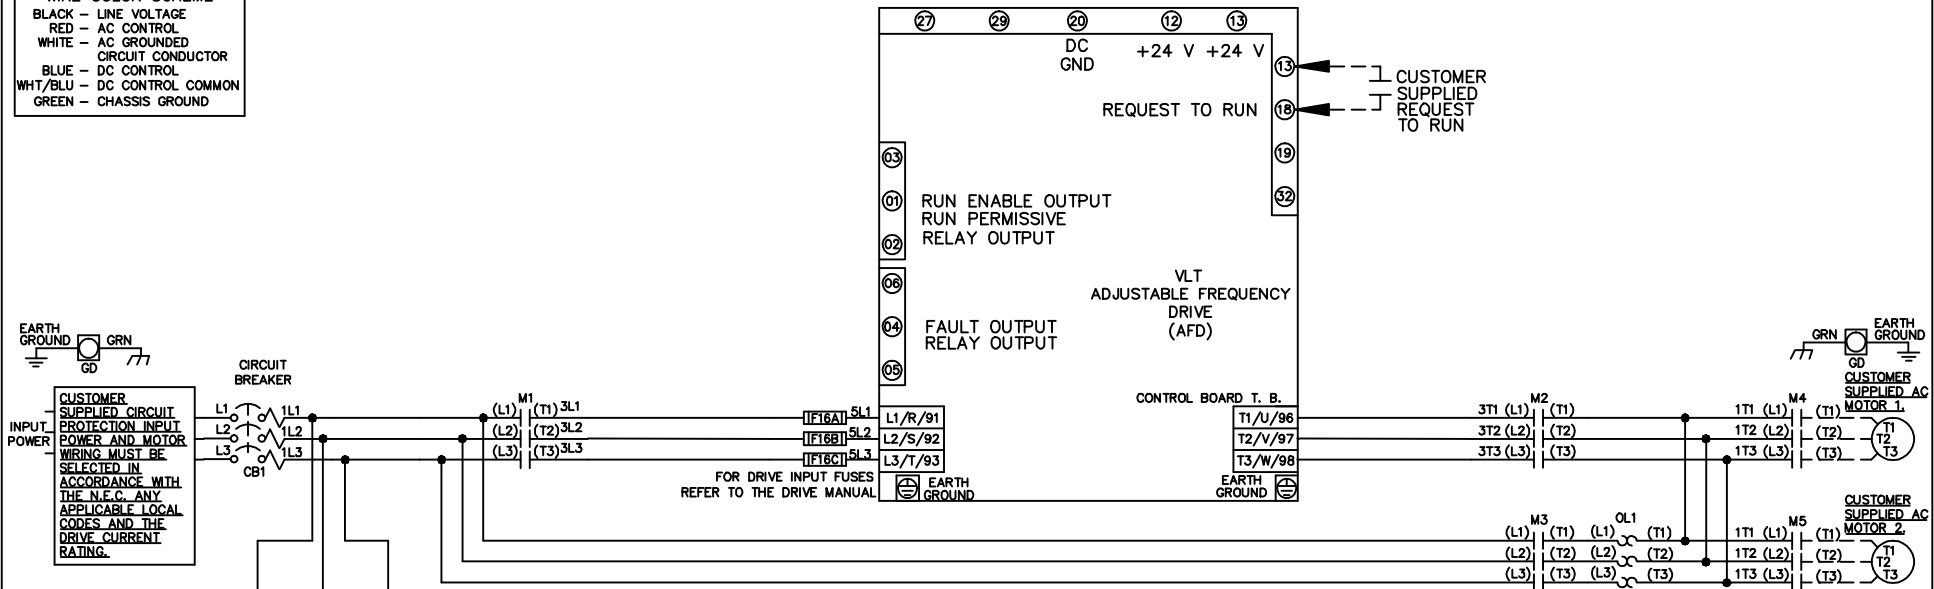 BLACK – LINE VOLTAGE
RED – AC CONTROL
WHITE – AC GROUNDED
CIRCUIT CONDUCTOR
BLUE – DC CONTROL
WHT/BLU – DC CONTROL COMMON
GREEN – CHASSIS GROUND
27 29 20 12 13
DC
GND
+24 V +24 V
13
REQUEST TO RUN 18
19
32
CUSTOMER
SUPPLIED
REQUEST
TO RUN
03
01
02
RUN ENABLE OUTPUT
RUN PERMISSIVE
RELAY OUTPUT
06
04
05
FAULT OUTPUT
RELAY OUTPUT
VLT
ADJUSTABLE FREQUENCY
DRIVE
(AFD)
EARTH
GROUND
GRN
GD
CIRCUIT
BREAKER
INPUT
POWER
CUSTOMER
SUPPLIED CIRCUIT
PROTECTION INPUT
POWER AND MOTOR
WIRING MUST BE
SELECTED IN
ACCORDANCE WITH
THE N.E.C. ANY
APPLICABLE LOCAL
CODES AND THE
DRIVE CURRENT
RATING.
L1 1L1
L2 1L2
L3 1L3
CB1
M1
(L1) (T1) 3L1
(L2) (T2) 3L2
(L3) (T3) 3L3
F16A 5L1
F16B 5L2
F16C 5L3
FOR DRIVE INPUT FUSES
REFER TO THE DRIVE MANUAL
L1/R/91
L2/S/92
L3/T/93
EARTH
GROUND
CONTROL BOARD T. B.
T1/U/96
T2/V/97
T3/W/98
EARTH
GROUND
M2
3T1 (L1) (T1)
3T2 (L2) (T2)
3T3 (L3) (T3)
M4
1T1 (L1) (T1)
1T2 (L2) (T2)
1T3 (L3) (T3)
GRN
GD
EARTH
GROUND
CUSTOMER
SUPPLIED AC
MOTOR 1.
T1
T2
T3
M3 OL1
(L1) (T1) (L1) (T1)
(L2) (T2) (L2) (T2)
(L3) (T3) (L3) (T3)
M5
1T1 (L1) (T1)
1T2 (L2) (T2)
1T3 (L3) (T3)
CUSTOMER
SUPPLIED AC
MOTOR 2.
T1
T2
T3